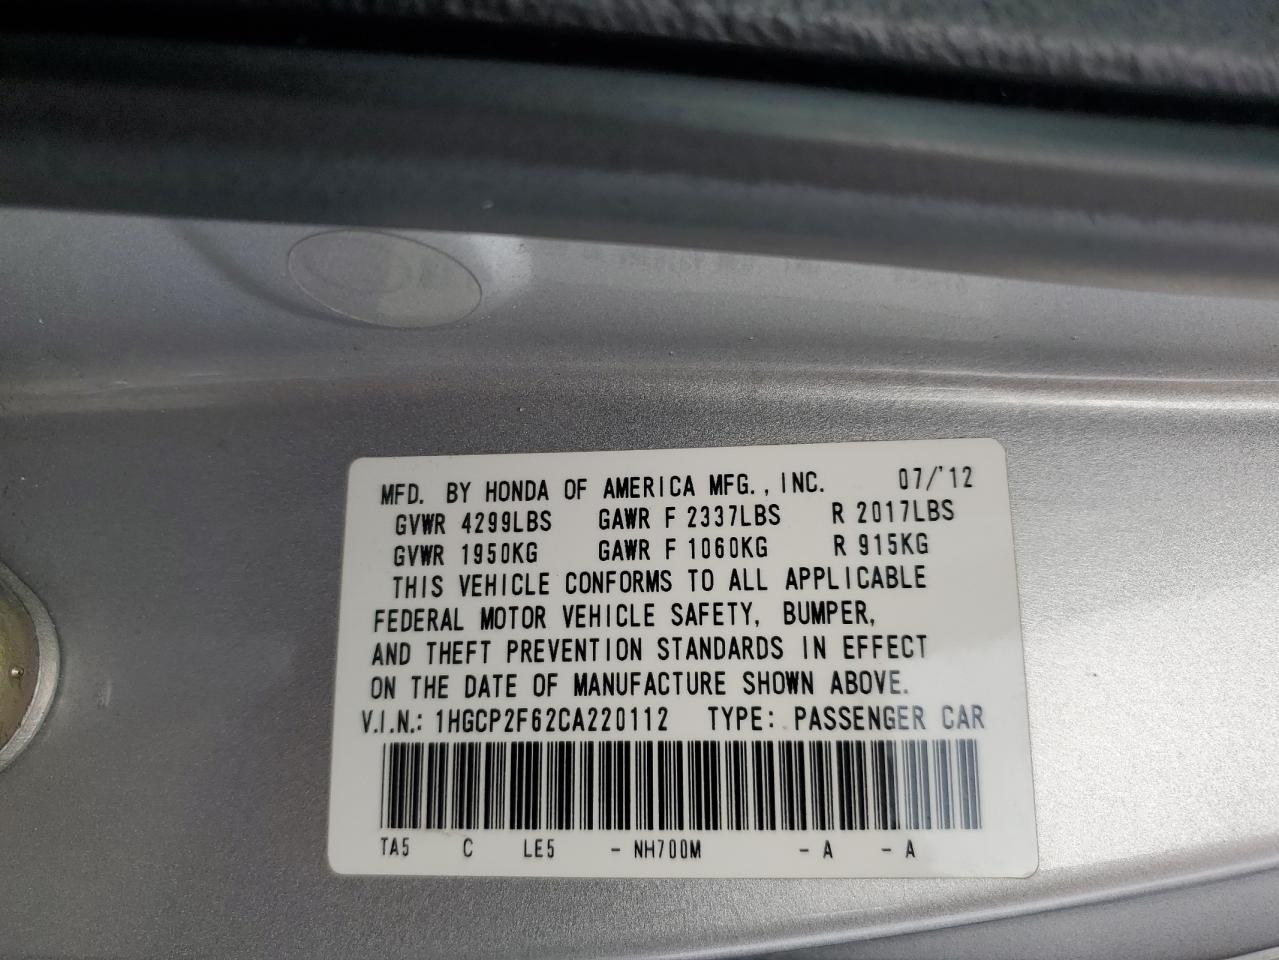 MFD. BY HONDA OF AMERICA MFG., INC. 07/'12
GVWR 4299LBS GAWR F 2337LBS R 2017LBS
GVWR 1950KG GAWR F 1060KG R 915KG
THIS VEHICLE CONFORMS TO ALL APPLICABLE
FEDERAL MOTOR VEHICLE SAFETY, BUMPER,
AND THEFT PREVENTION STANDARDS IN EFFECT
ON THE DATE OF MANUFACTURE SHOWN ABOVE.
V.I.N.: 1HGCP2F62CA220112 TYPE: PASSENGER CAR
TA5 C LE5 - NH700M - A - A